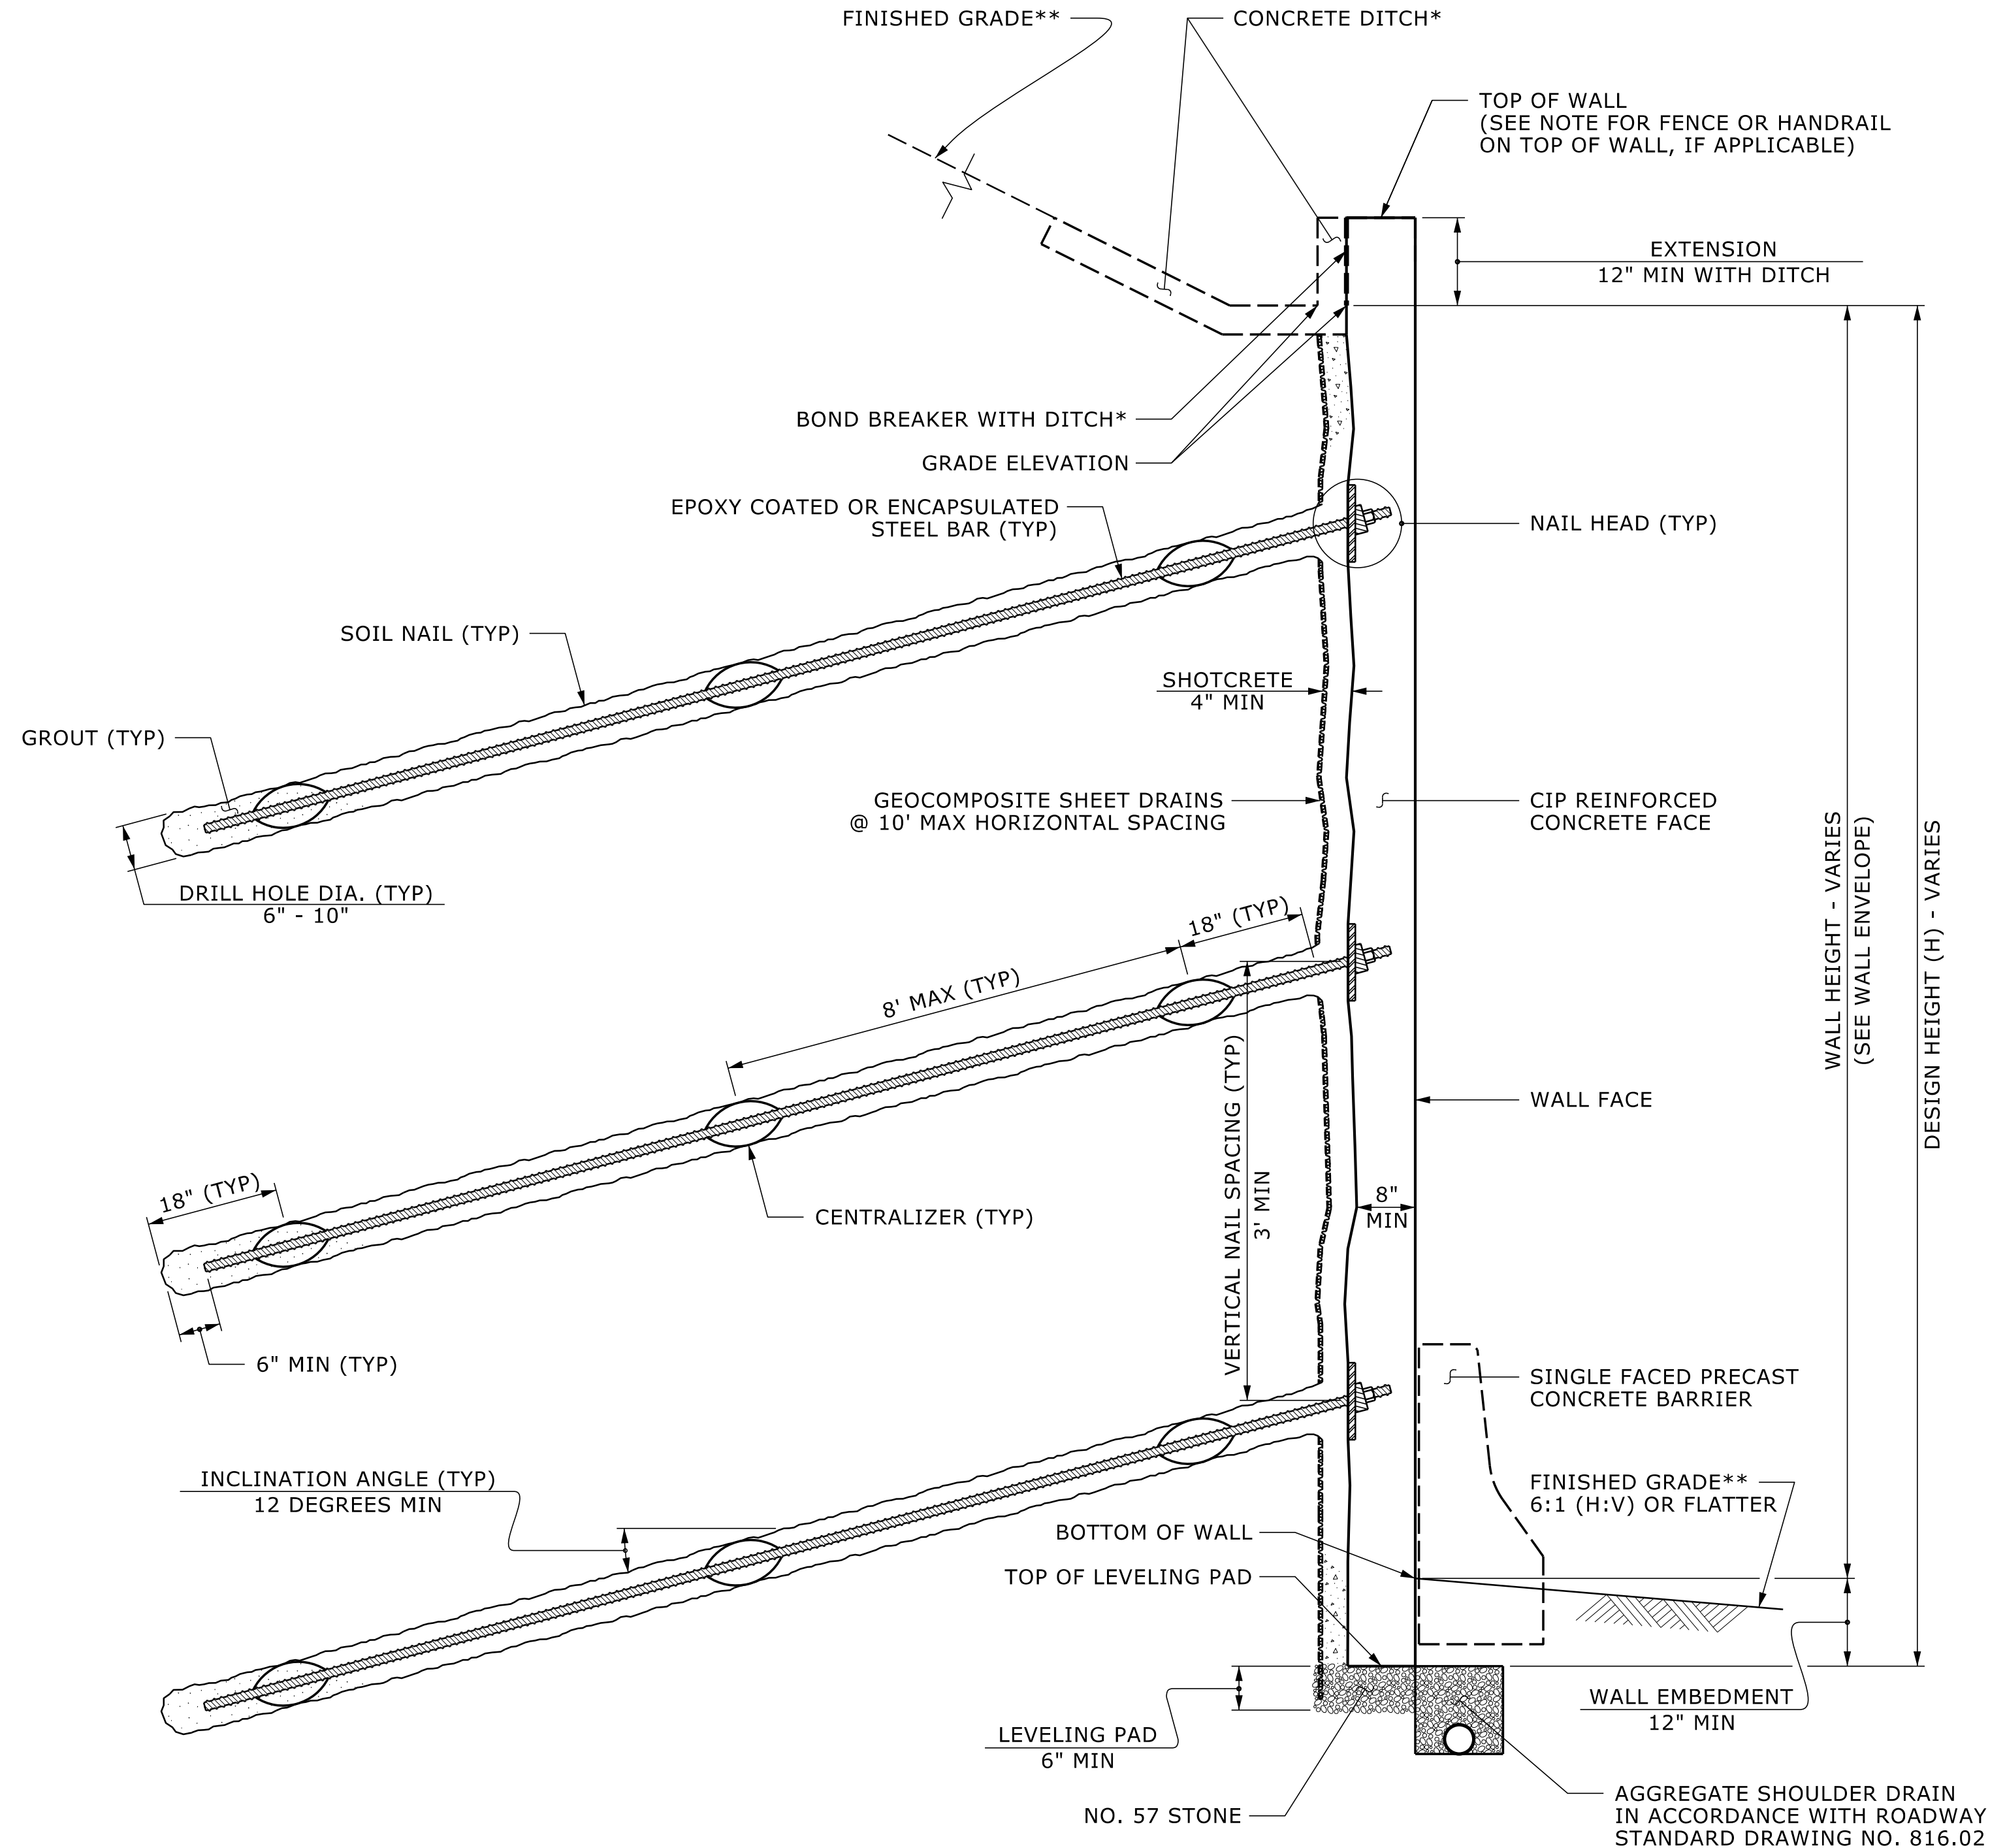 FINISHED GRADE**
CONCRETE DITCH*
TOP OF WALL
(SEE NOTE FOR FENCE OR HANDRAIL
ON TOP OF WALL, IF APPLICABLE)
EXTENSION
12" MIN WITH DITCH
BOND BREAKER WITH DITCH*
GRADE ELEVATION
EPOXY COATED OR ENCAPSULATED
STEEL BAR (TYP)
NAIL HEAD (TYP)
SOIL NAIL (TYP)
SHOTCRETE
4" MIN
GROUT (TYP)
GEOCOMPOSITE SHEET DRAINS
@ 10' MAX HORIZONTAL SPACING
CIP REINFORCED
CONCRETE FACE
DRILL HOLE DIA. (TYP)
6" - 10"
WALL HEIGHT - VARIES
(SEE WALL ENVELOPE)
DESIGN HEIGHT (H) - VARIES
18" (TYP)
8' MAX (TYP)
VERTICAL NAIL SPACING (TYP)
3' MIN
WALL FACE
18" (TYP)
CENTRALIZER (TYP)
8"
MIN
6" MIN (TYP)
SINGLE FACED PRECAST
CONCRETE BARRIER
INCLINATION ANGLE (TYP)
12 DEGREES MIN
FINISHED GRADE**
6:1 (H:V) OR FLATTER
BOTTOM OF WALL
TOP OF LEVELING PAD
WALL EMBEDMENT
12" MIN
LEVELING PAD
6" MIN
NO. 57 STONE
AGGREGATE SHOULDER DRAIN
IN ACCORDANCE WITH ROADWAY
STANDARD DRAWING NO. 816.02